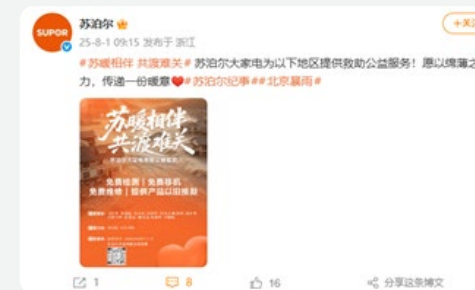 SUPOR
苏泊尔
25-8-1 09:15 发布于 浙江
+关
#苏暖相伴 共渡难关# 苏泊尔大家电为以下地区提供救助公益服务！愿以绵薄之
力，传递一份暖意❤#苏泊尔纪事##北京暴雨#
苏暖相伴
共渡难关
免费检测 | 免费移机
免费维修 | 提供产品以旧换新
1
8
16
分享这条博文